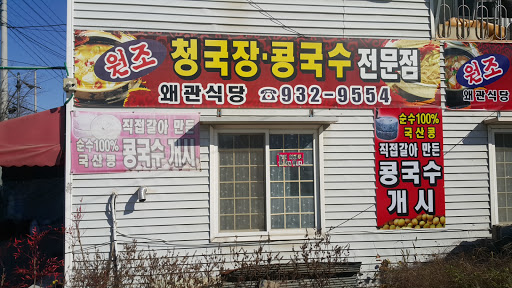 원조
청국장·콩국수 전문점
왜관식당 ☎932-9554
원조
왜관식당
순수100%
국산콩
직접갈아 만든
콩국수 개시
순수100%
국산콩
직접갈아 만든
콩국수
개시